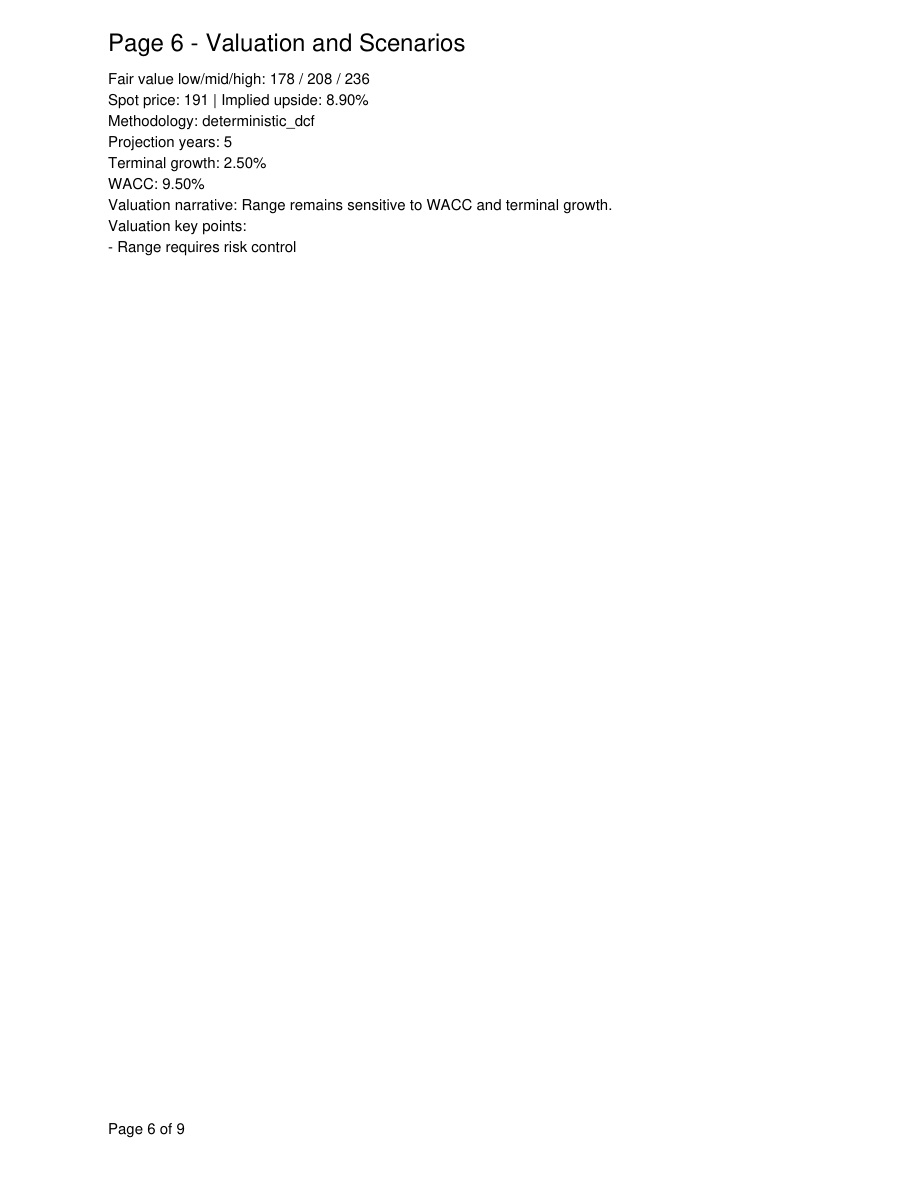 Page 6 - Valuation and Scenarios
Fair value low/mid/high: 178 / 208 / 236
Spot price: 191 | Implied upside: 8.90%
Methodology: deterministic_dcf
Projection years: 5
Terminal growth: 2.50%
WACC: 9.50%
Valuation narrative: Range remains sensitive to WACC and terminal growth.
Valuation key points:
- Range requires risk control
Page 6 of 9